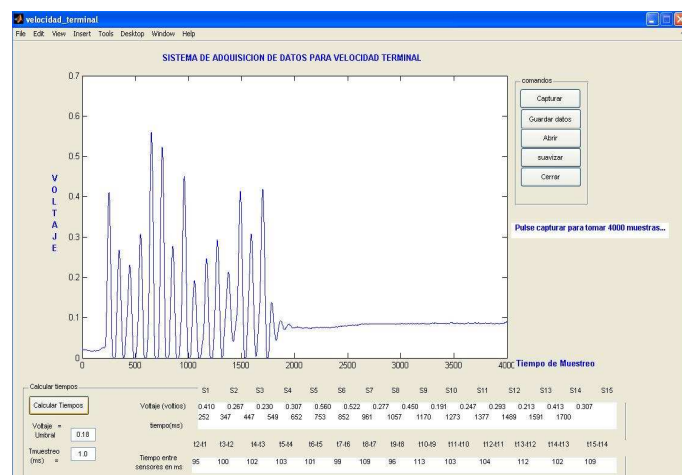 velocidad_terminal
File Edit View Insert Tools Desktop Window Help
SISTEMA DE ADQUISICION DE DATOS PARA VELOCIDAD TERMINAL
0.7
0.6
0.5
0.4
0.3
0.2
0.1
0
VOLTAJE
0 500 1000 1500 2000 2500 3000 3500 400
Tiempo de Muestreo
comandos
Capturar
Guardar datos
Abrir
suavizar
Cerrar
Pulse capturar para tomar 4000 muestras...
Calcular tiempos
Calcular Tiempos
Voltaje =
Umbral 0.18
Tmuestreo
(ms) = 1.0
S1 S2 S3 S4 S5 S6 S7 S8 S9 S10 S11 S12 S13 S14 S15
Voltaje (voltios) 0.410 0.267 0.230 0.307 0.560 0.522 0.277 0.450 0.191 0.247 0.293 0.213 0.413 0.307
tiempo(ms) 252 347 447 549 652 753 852 961 1057 1170 1273 1377 1489 1591 1700
t2-t1 t3-t2 t4-t3 t5-t4 t6-t5 t7-t6 t8-t7 t9-t8 t10-t9 t11-t10 t12-t11 t13-t12 t14-t13 t15-t14
Tiempo entre
sensores en ms 95 100 102 103 101 99 109 96 113 103 104 112 102 109